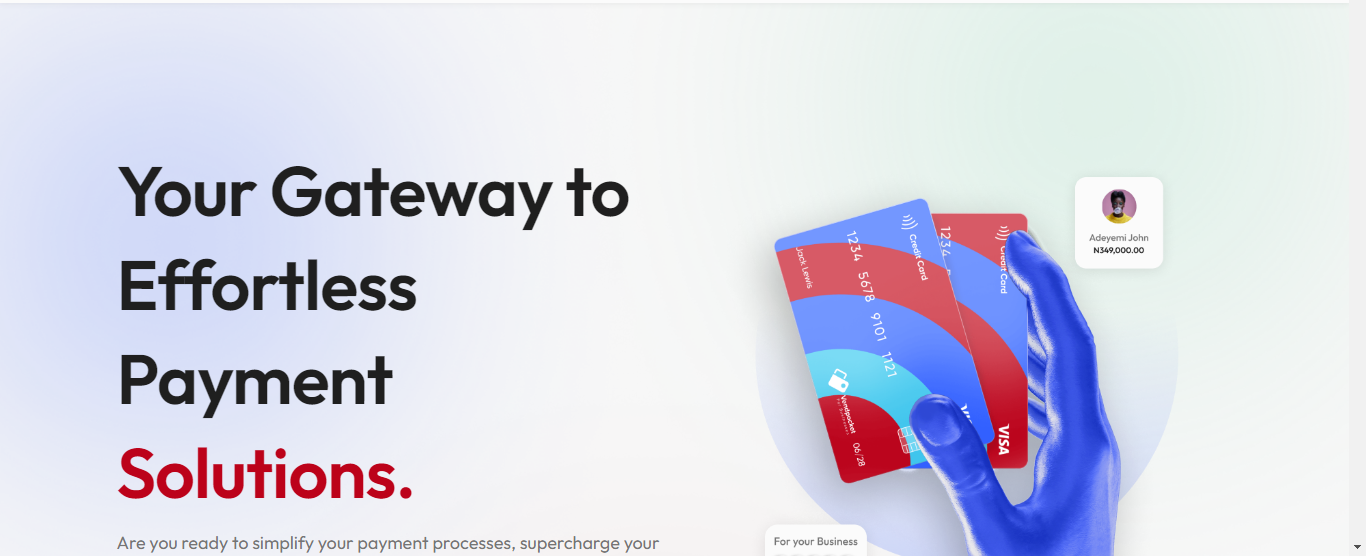 Your Gateway to
Effortless
Payment
Solutions.
Are you ready to simplify your payment processes, supercharge your
Adeyemi John
N349,000.00
Credit Card
1234 5678 9101 1121
Jack Lewis
Vendpocket
06/28
Credit Card
1234
VISA
For your Business